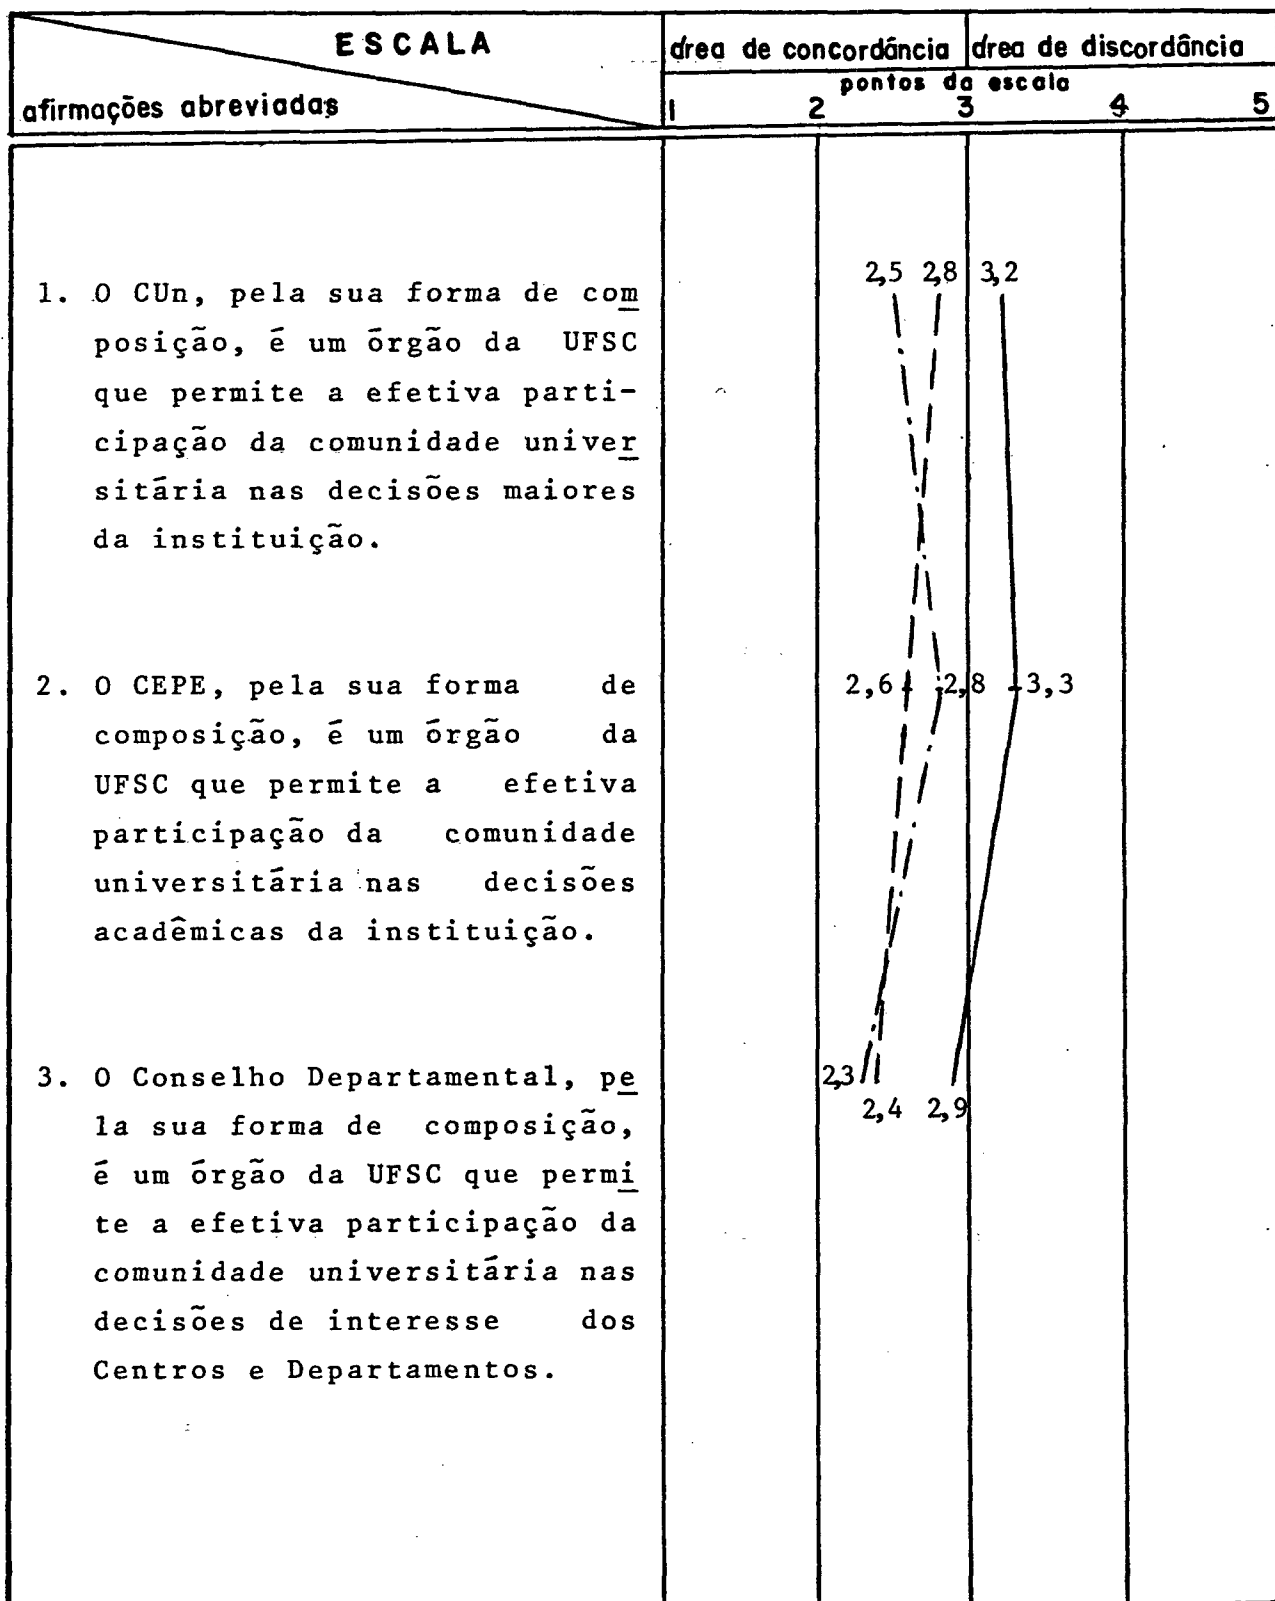 ESCALA
área de concordância área de discordância
afirmações abreviadas
pontos da escala
1 2 3 4 5
2,5 2,8 3,2
1. O CUn, pela sua forma de com
posição, é um órgão da UFSC
que permite a efetiva parti-
cipação da comunidade univer
sitária nas decisões maiores
da instituição.
2. O CEPE, pela sua forma de
2,6 2,8 3,3
composição, é um órgão da
UFSC que permite a efetiva
participação da comunidade
universitária nas decisões
acadêmicas da instituição.
3. O Conselho Departamental, pe
2,3
la sua forma de composição,
2,4 2,9
é um órgão da UFSC que permi
te a efetiva participação da
comunidade universitária nas
decisões de interesse dos
Centros e Departamentos.